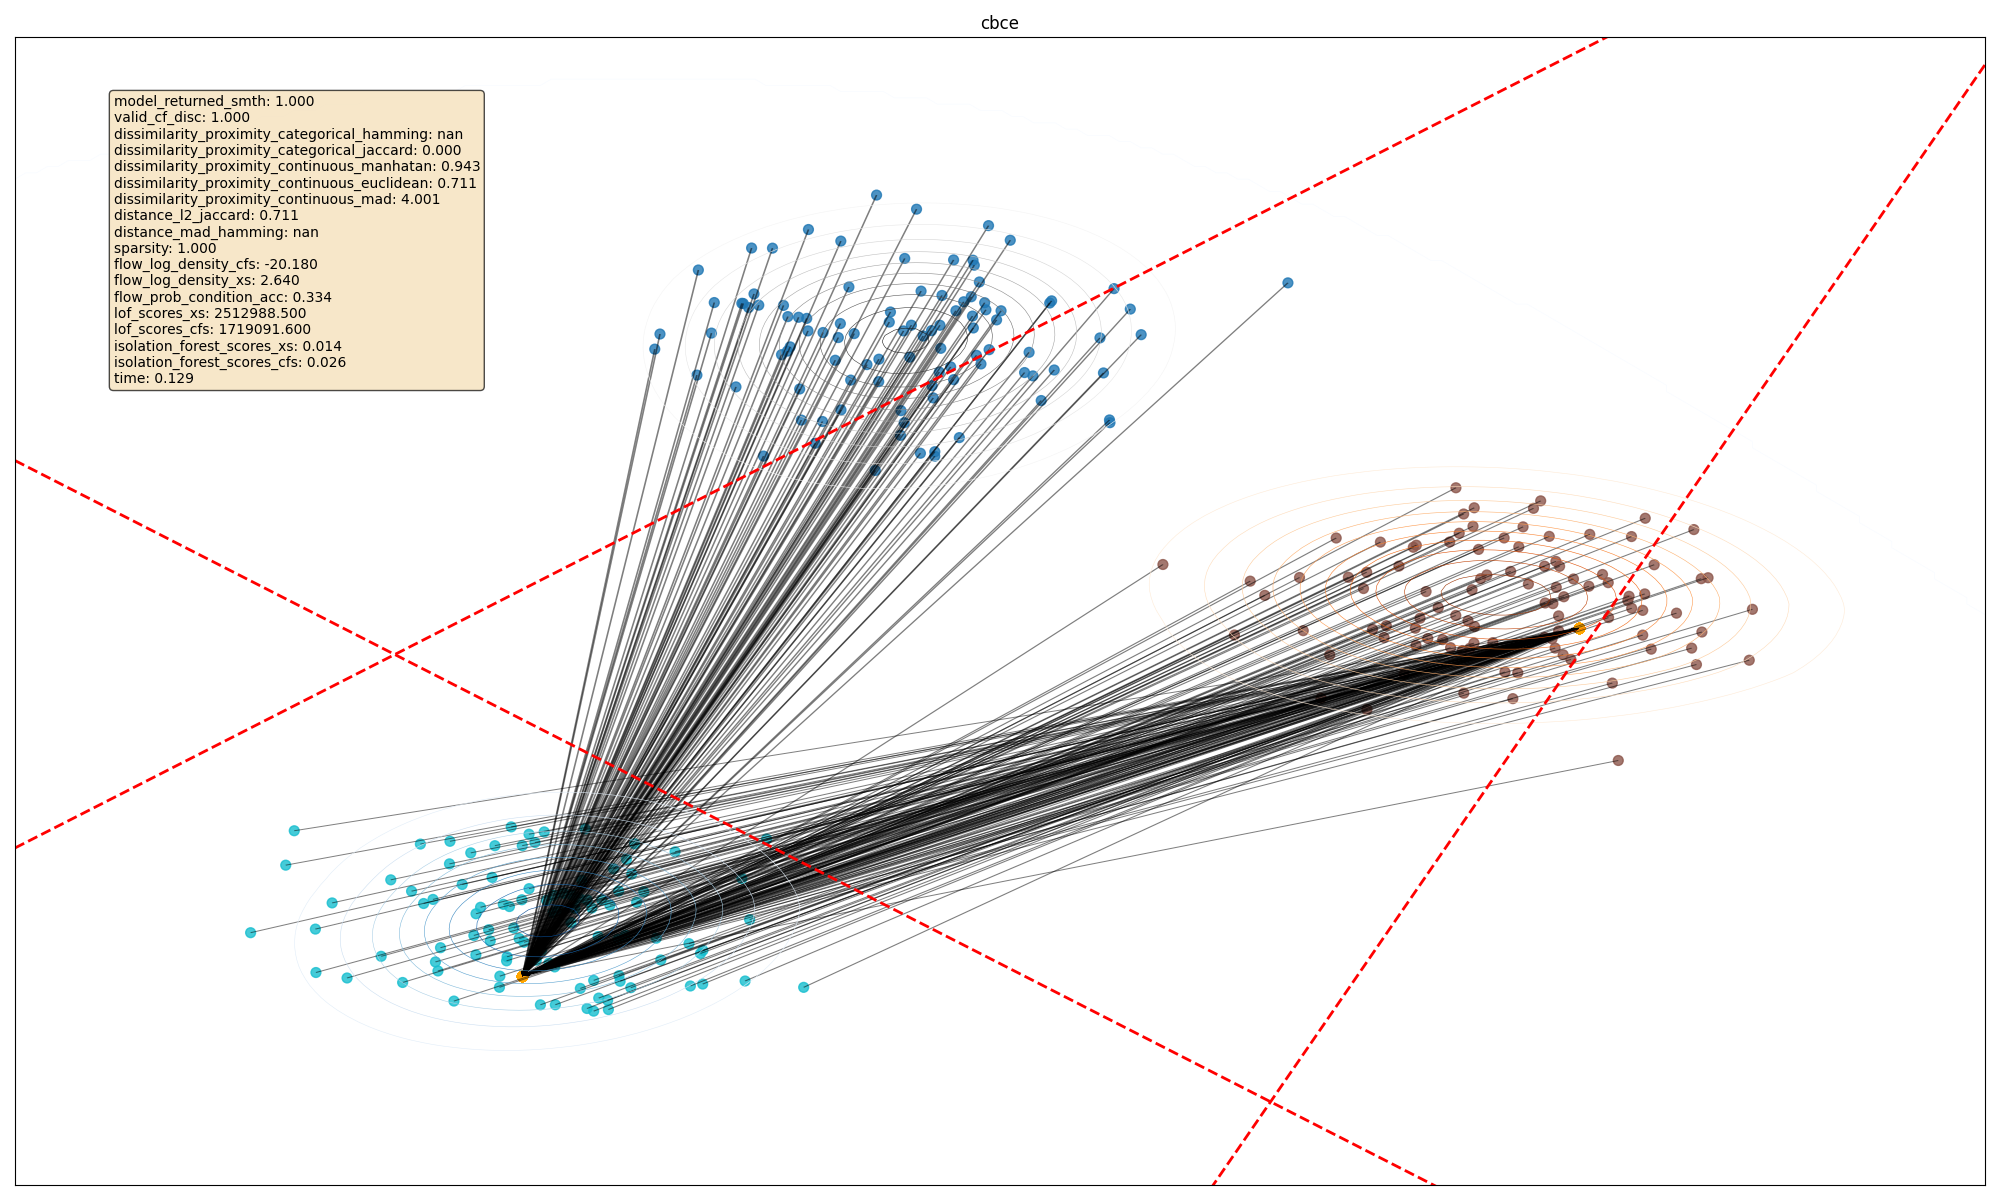 cbce
model_returned_smth: 1.000
valid_cf_disc: 1.000
dissimilarity_proximity_categorical_hamming: nan
dissimilarity_proximity_categorical_jaccard: 0.000
dissimilarity_proximity_continuous_manhatan: 0.943
dissimilarity_proximity_continuous_euclidean: 0.711
dissimilarity_proximity_continuous_mad: 4.001
distance_l2_jaccard: 0.711
distance_mad_hamming: nan
sparsity: 1.000
flow_log_density_cfs: -20.180
flow_log_density_xs: 2.640
flow_prob_condition_acc: 0.334
lof_scores_xs: 2512988.500
lof_scores_cfs: 1719091.600
isolation_forest_scores_xs: 0.014
isolation_forest_scores_cfs: 0.026
time: 0.129